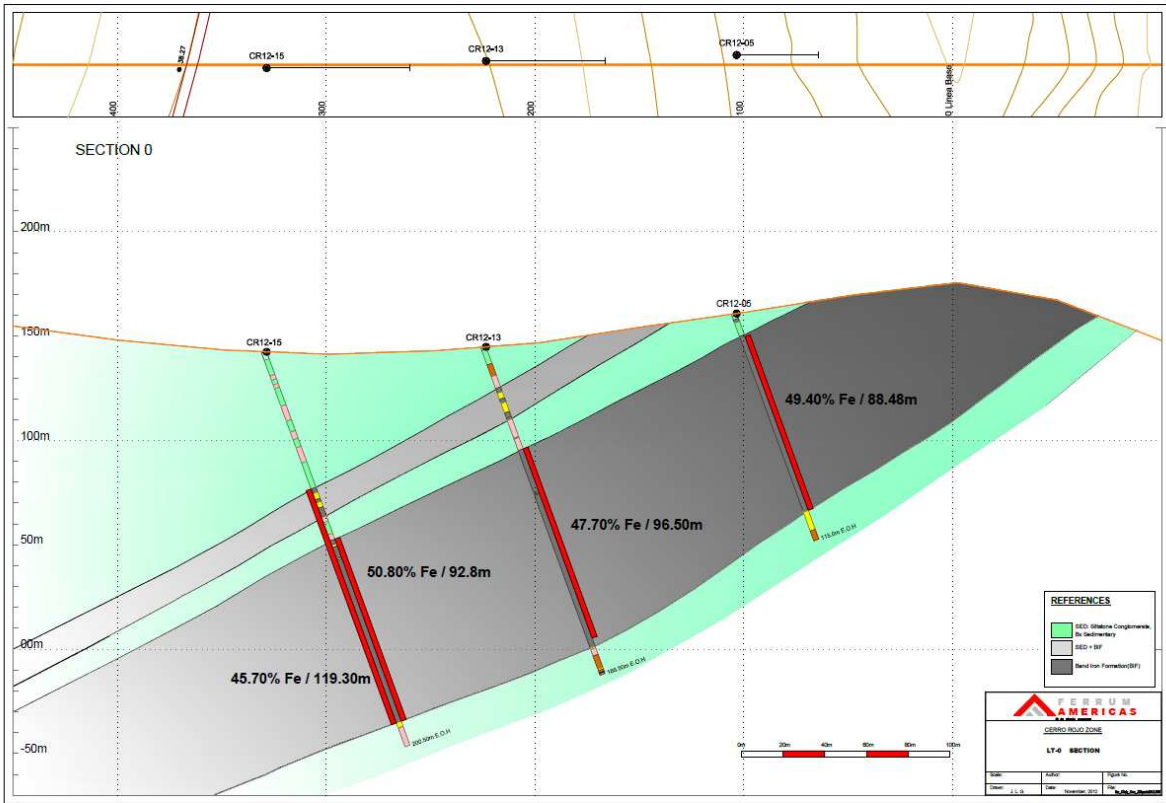 CR12-15
CR12-13
CR12-05
400
300
200
100
0 Linea Base
SECTION 0
200m
150m
100m
50m
00m
-50m
CR12-15
CR12-13
CR12-05
49.40% Fe / 88.48m
47.70% Fe / 96.50m
50.80% Fe / 92.8m
45.70% Fe / 119.30m
115.0m E.O.H
200.50m E.O.H
REFERENCES
SED: Siltstone Conglomerate,
Bx Sedimentary
SED + BIF
Band Iron Formation(BIF)
FERRUM
AMERICAS
CERRO ROJO ZONE
LT-0 SECTION
0m 20m 40m 60m 80m 100m
Scale:
Author:
Figure No.
Drawn: J. L. G.
Date: November, 2012
File: